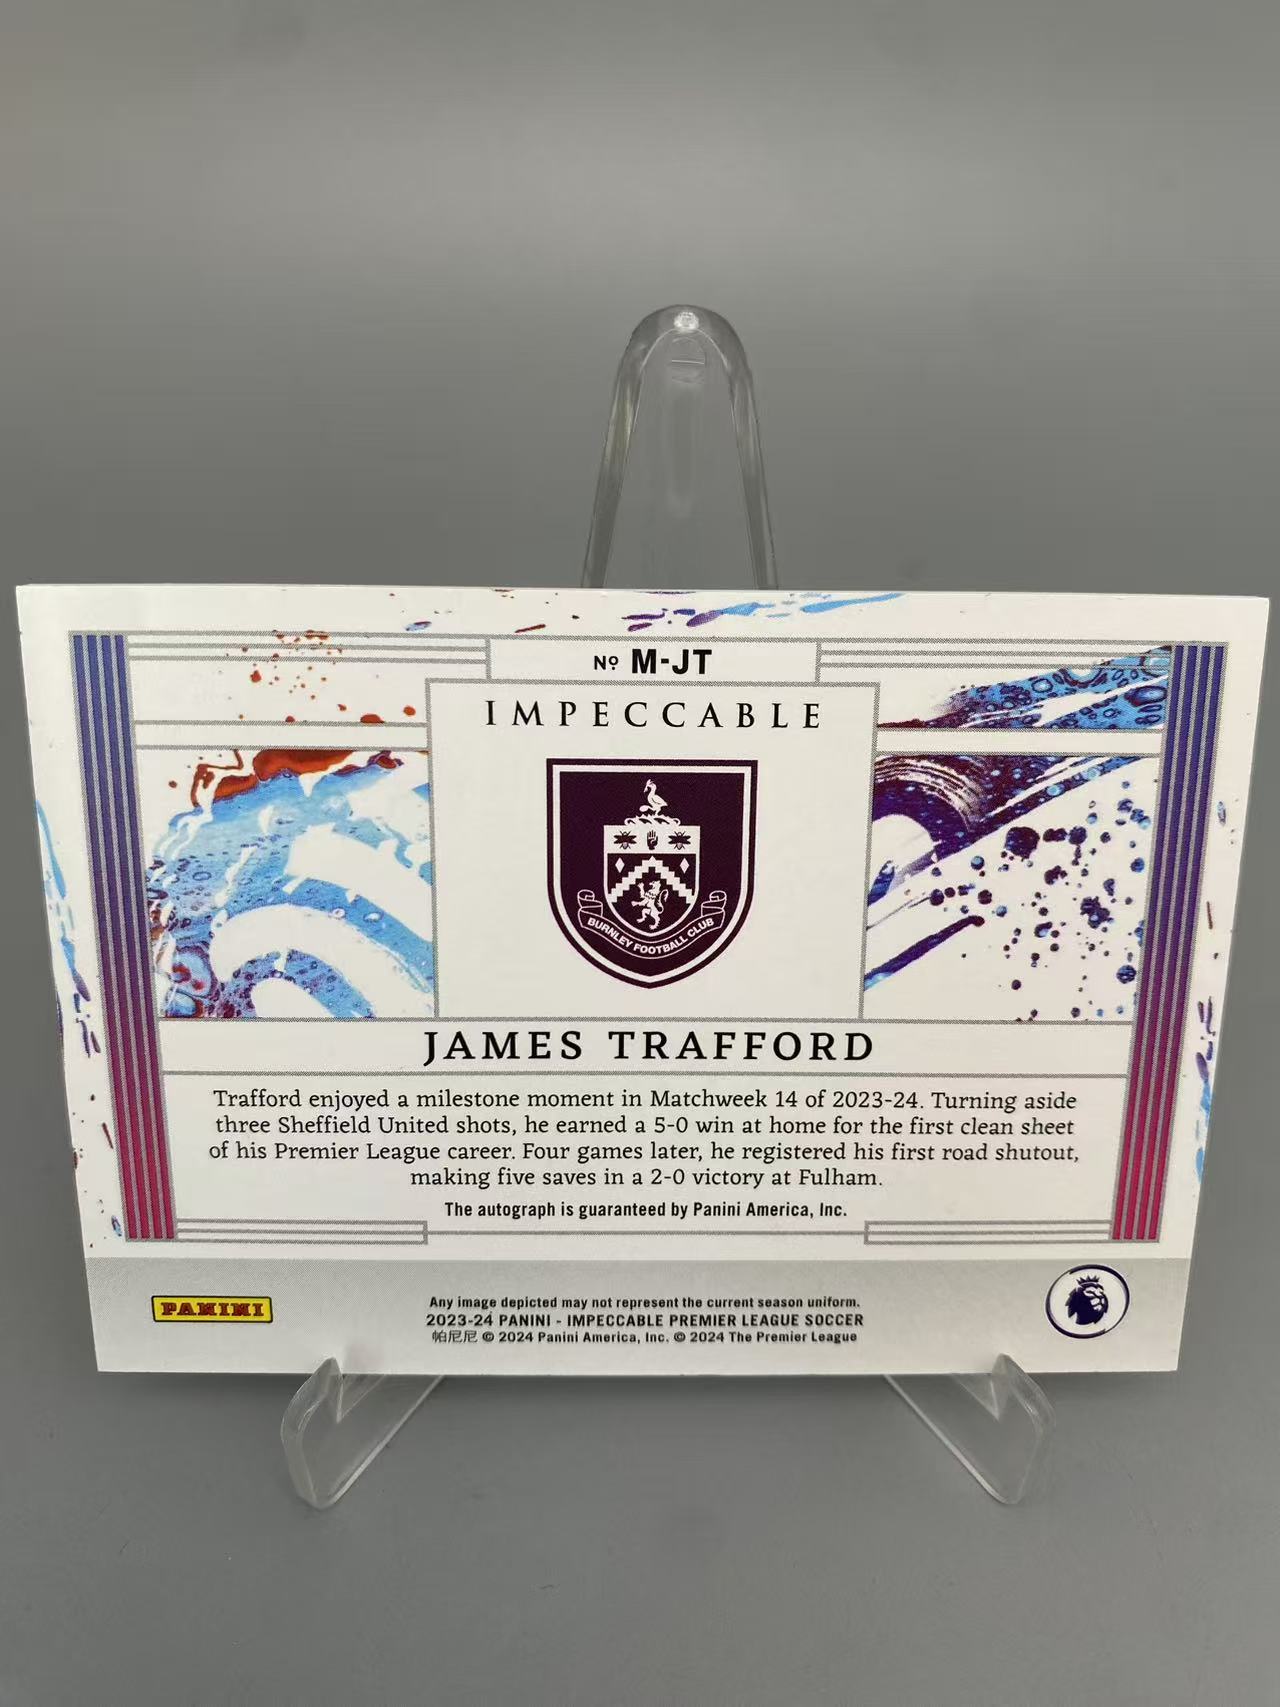 Nº M-JT
IMPECCABLE
BURNLEY FOOTBALL CLUB
JAMES TRAFFORD
Trafford enjoyed a milestone moment in Matchweek 14 of 2023-24. Turning aside
three Sheffield United shots, he earned a 5-0 win at home for the first clean sheet
of his Premier League career. Four games later, he registered his first road shutout,
making five saves in a 2-0 victory at Fulham.
The autograph is guaranteed by Panini America, Inc.
PANINI
Any image depicted may not represent the current season uniform.
2023-24 PANINI - IMPECCABLE PREMIER LEAGUE SOCCER
帕尼尼 © 2024 Panini America, Inc. © 2024 The Premier League